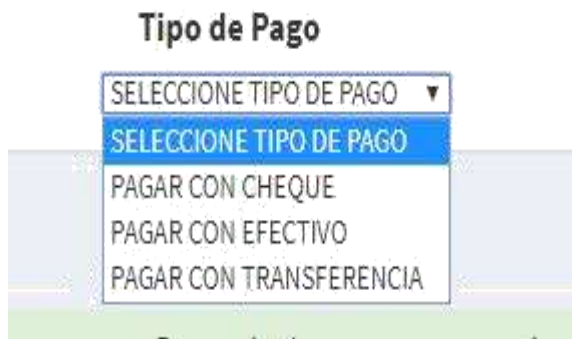 Tipo de Pago
SELECCIONE TIPO DE PAGO
SELECCIONE TIPO DE PAGO
PAGAR CON CHEQUE
PAGAR CON EFECTIVO
PAGAR CON TRANSFERENCIA